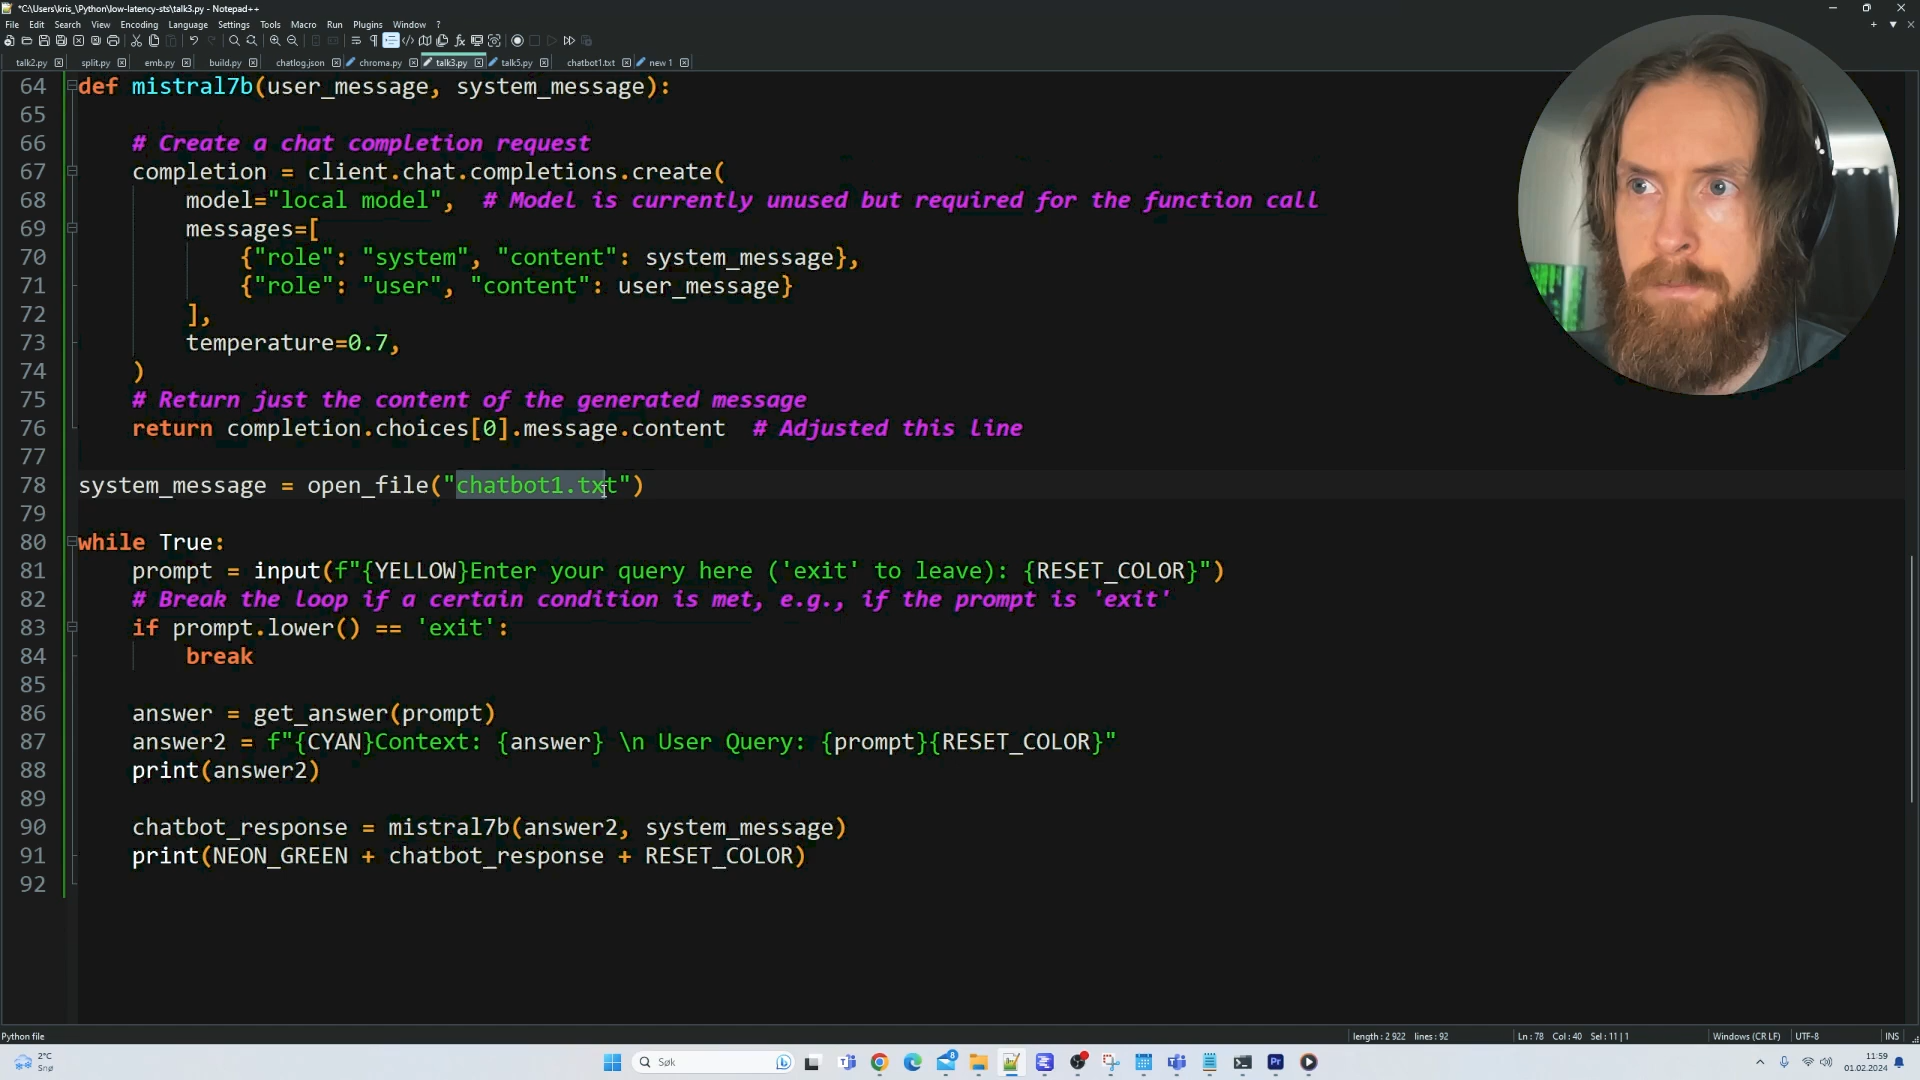 *C:\Users\kris_\Python\low-latency-sts\talk3.py - Notepad++
File Edit Search View Encoding Language Settings Tools Macro Run Plugins Window ?
talk2.py split.py emb.py build.py chatlog.json chroma.py talk3.py talk5.py chatbot1.txt new 1
64 def mistral7b(user_message, system_message):
65
66 # Create a chat completion request
67 completion = client.chat.completions.create(
68 model="local model", # Model is currently unused but required for the function call
69 messages=[
70 {"role": "system", "content": system_message},
71 {"role": "user", "content": user_message}
72 ],
73 temperature=0.7,
74 )
75 # Return just the content of the generated message
76 return completion.choices[0].message.content # Adjusted this line
77
78 system_message = open_file("chatbot1.txt")
79
80 while True:
81 prompt = input(f"{YELLOW}Enter your query here ('exit' to leave): {RESET_COLOR}")
82 # Break the loop if a certain condition is met, e.g., if the prompt is 'exit'
83 if prompt.lower() == 'exit':
84 break
85
86 answer = get_answer(prompt)
87 answer2 = f"{CYAN}Context: {answer} \n User Query: {prompt}{RESET_COLOR}"
88 print(answer2)
89
90 chatbot_response = mistral7b(answer2, system_message)
91 print(NEON_GREEN + chatbot_response + RESET_COLOR)
92
Python file length : 2 922 lines : 92 Ln : 78 Col : 40 Sel : 11 | 1 Windows (CR LF) UTF-8 INS
2°C
Snø
Søk
11:59
01.02.2024